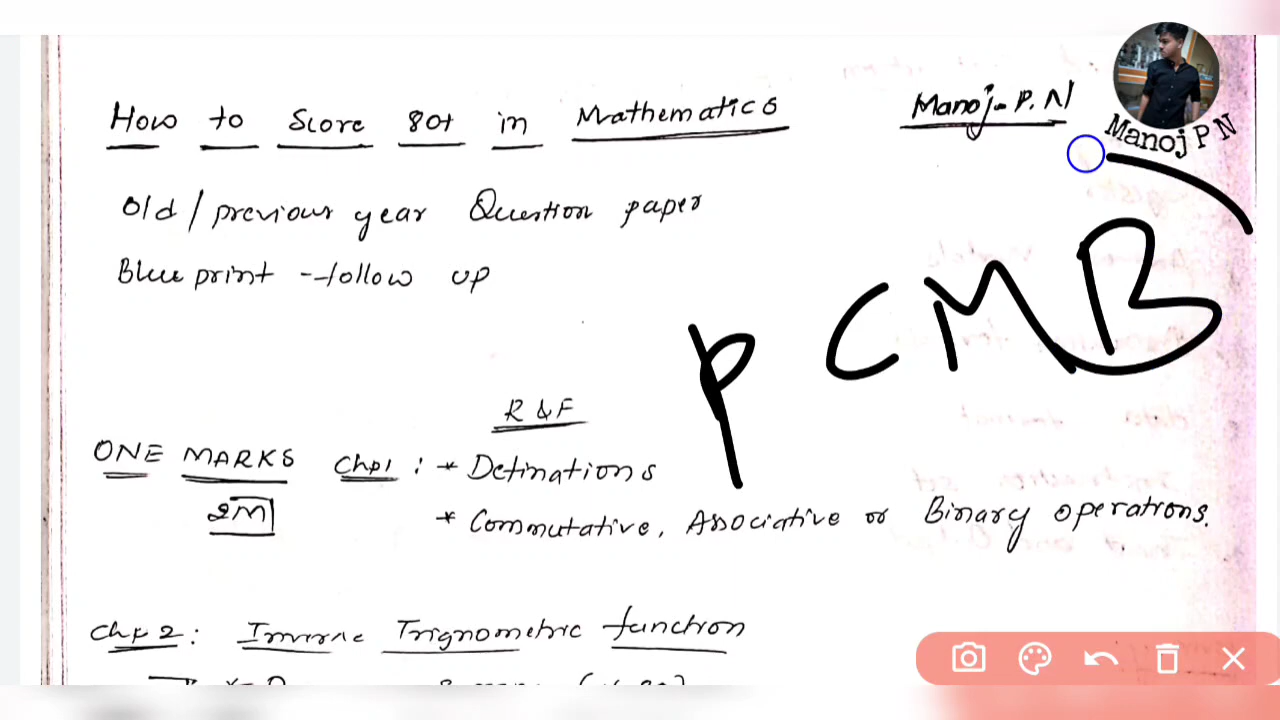 How to Score 80+ in Mathematics
Manoj-P.N
Manoj P N
Old / previous year Question paper
Blue print -- follow up
P CMB
R & F
ONE MARKS Chp1 : * Definations
2M
* Commutative, Associative or Binary operations.
Chp 2 : Inverse Trignometric function